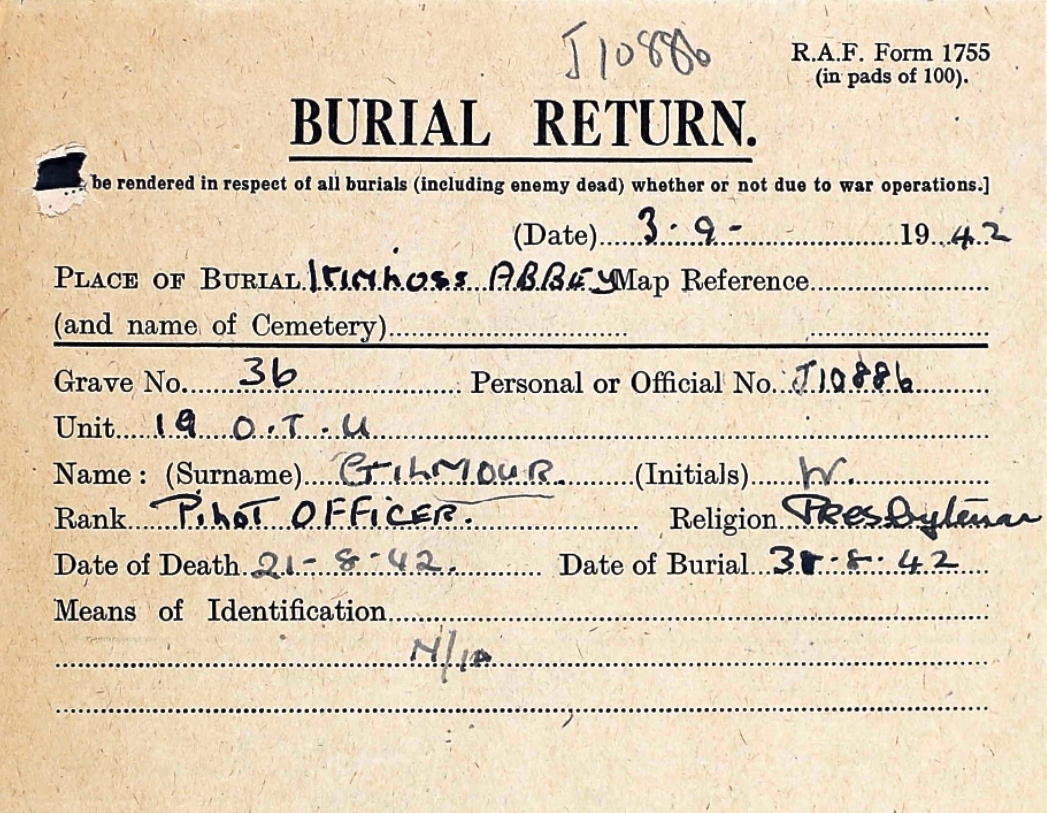 J10886
R.A.F. Form 1755
(in pads of 100).
BURIAL RETURN.
be rendered in respect of all burials (including enemy dead) whether or not due to war operations.]
(Date) 3 . 9 - 1942
PLACE OF BURIAL Kinloss ABBEY Map Reference
(and name of Cemetery)
Grave No. 36 Personal or Official No. J10886
Unit 19 O.T.U
Name : (Surname) GILMOUR. (Initials) W.
Rank PiLoT OFFiCER. Religion Presbyterian
Date of Death 21-8-42. Date of Burial 8.42
Means of Identification